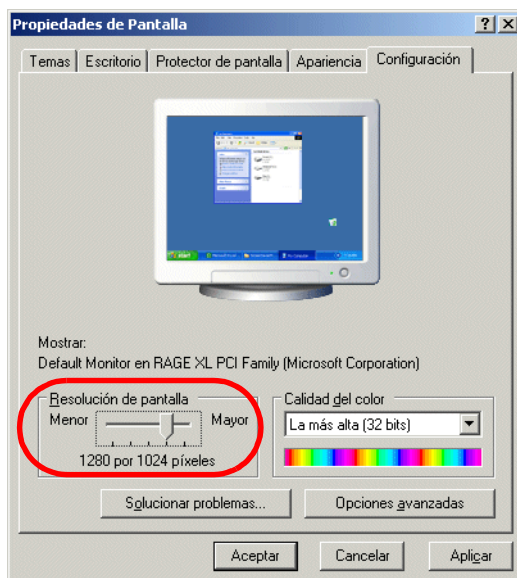 Propiedades de Pantalla
Temas Escritorio Protector de pantalla Apariencia Configuración
Mostrar:
Default Monitor en RAGE XL PCI Family (Microsoft Corporation)
Resolución de pantalla
Menor Mayor
1280 por 1024 píxeles
Calidad del color
La más alta (32 bits)
Solucionar problemas... Opciones avanzadas
Aceptar Cancelar Aplicar